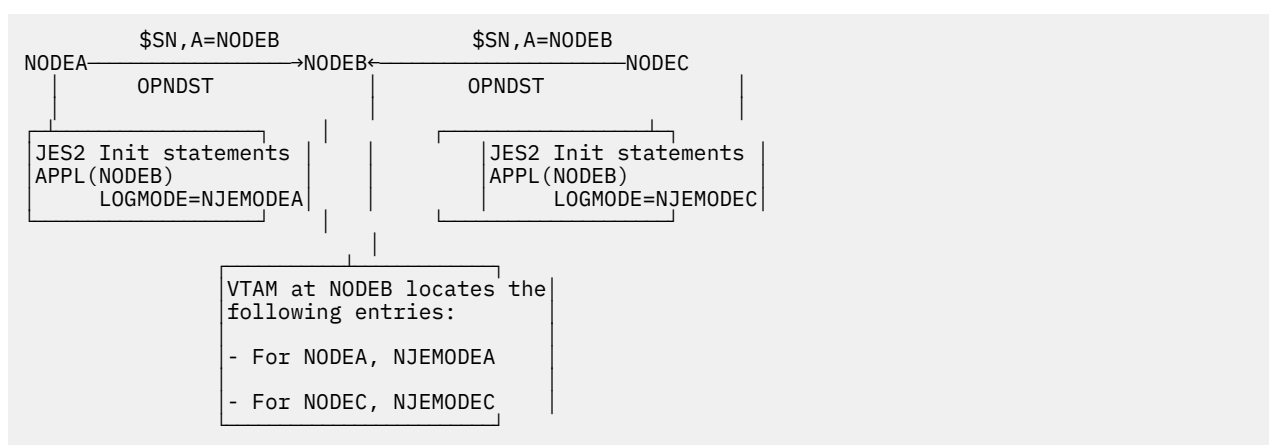 $SN,A=NODEB $SN,A=NODEB
NODEA→NODEB←NODEC
OPNDST OPNDST
JES2 Init statements JES2 Init statements
APPL(NODEB) APPL(NODEB)
LOGMODE=NJEMODEA LOGMODE=NJEMODEC
VTAM at NODEB locates the
following entries:
- For NODEA, NJEMODEA
- For NODEC, NJEMODEC